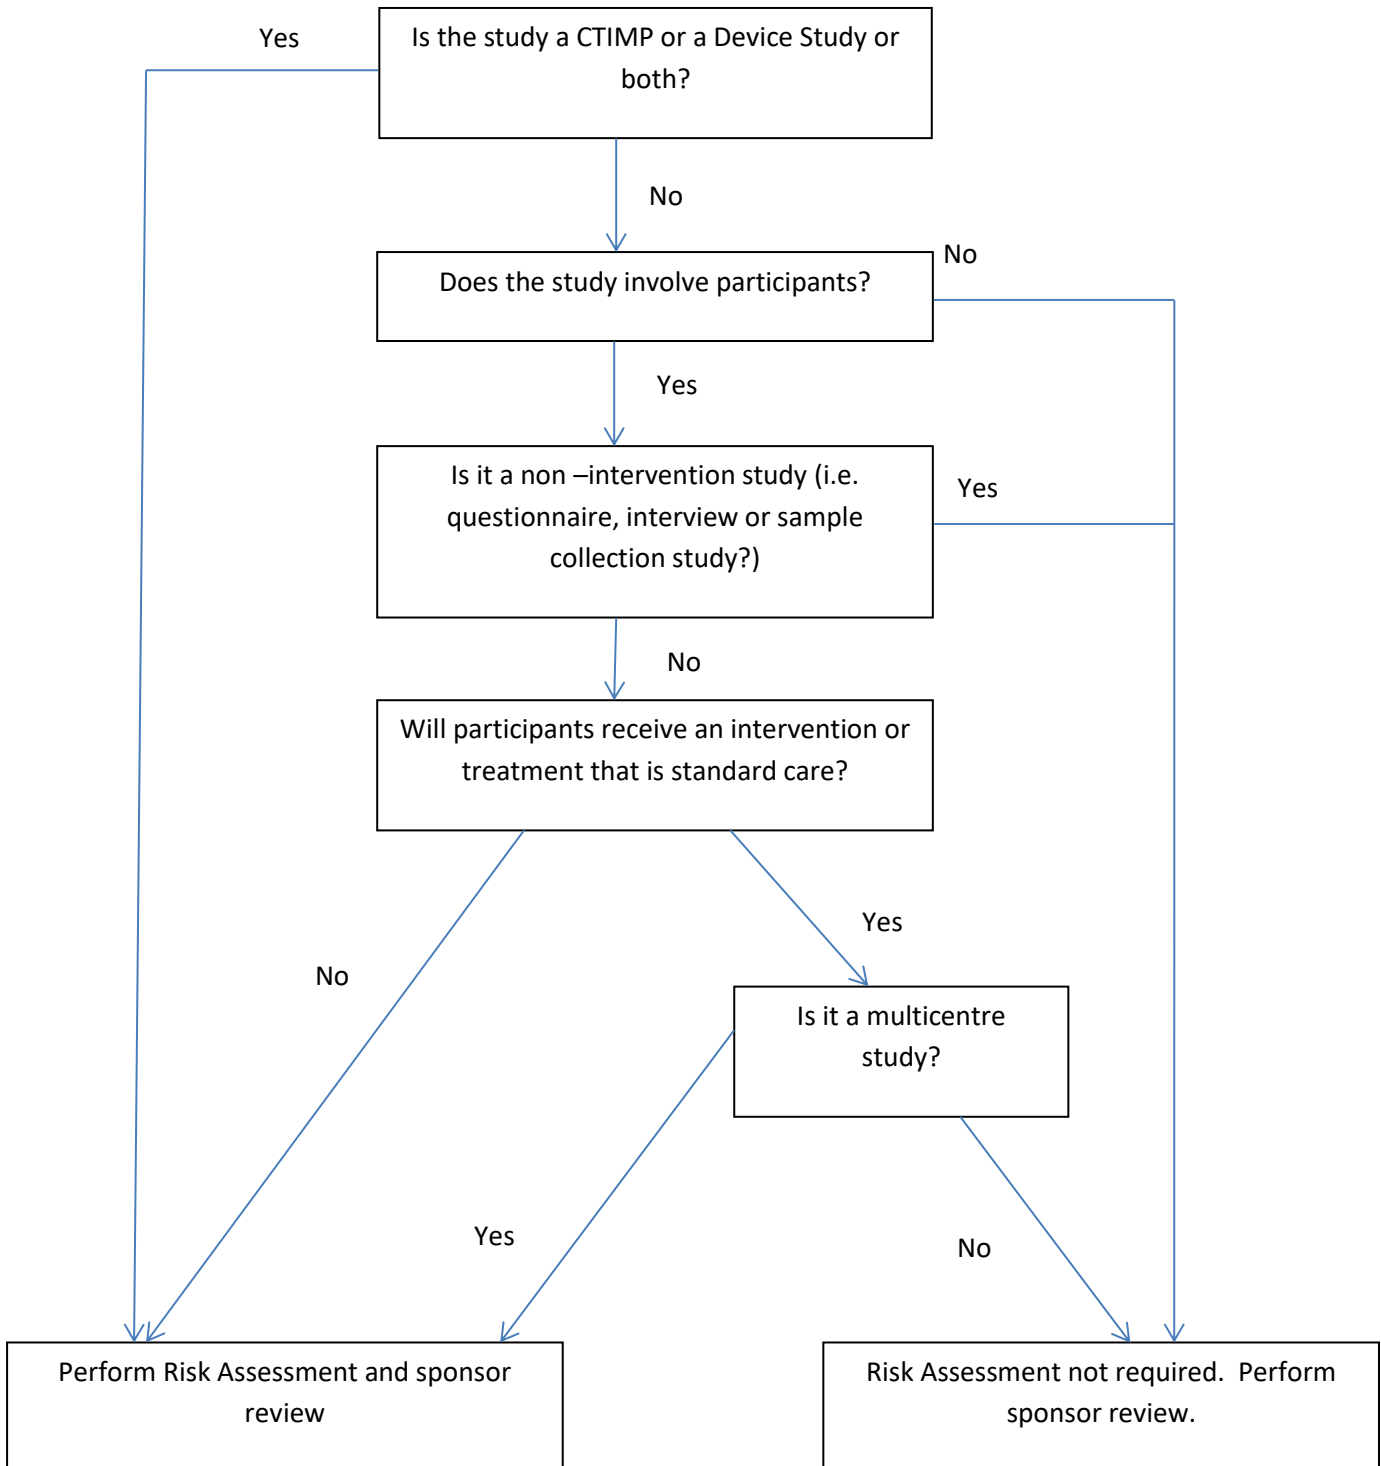 Yes
Is the study a CTIMP or a Device Study or
both?
No
No
Does the study involve participants?
Yes
Is it a non –intervention study (i.e.
questionnaire, interview or sample
collection study?)
Yes
No
Will participants receive an intervention or
treatment that is standard care?
Yes
No
Is it a multicentre
study?
Yes
No
Perform Risk Assessment and sponsor
review
Risk Assessment not required.  Perform
sponsor review.